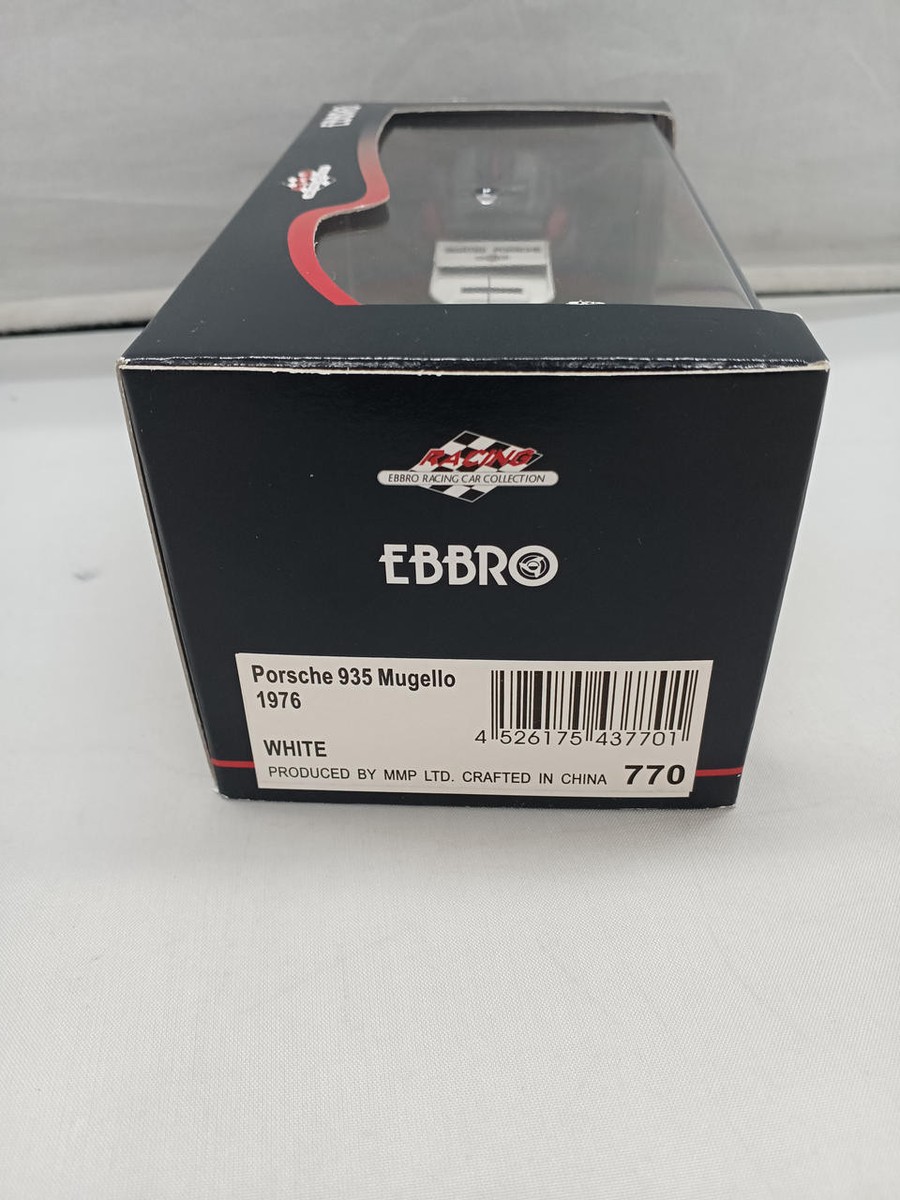 EBBRO
RACING
EBBRO RACING CAR COLLECTION
EBBRO
Porsche 935 Mugello
1976
WHITE
4 526175 437701
PRODUCED BY MMP LTD. CRAFTED IN CHINA 770